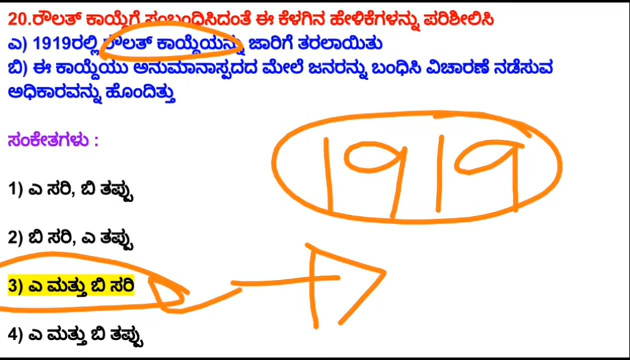 20.ರೌಲತ್ ಕಾಯ್ದೆಗೆ ಸಂಬಂಧಿಸಿದಂತೆ ಈ ಕೆಳಗಿನ ಹೇಳಿಕೆಗಳನ್ನು ಪರಿಶೀಲಿಸಿ
ಎ) 1919ರಲ್ಲಿ ರೌಲತ್ ಕಾಯ್ದೆಯನ್ನು ಜಾರಿಗೆ ತರಲಾಯಿತು
ಬಿ) ಈ ಕಾಯ್ದೆಯು ಅನುಮಾನಾಸ್ಪದದ ಮೇಲೆ ಜನರನ್ನು ಬಂಧಿಸಿ ವಿಚಾರಣೆ ನಡೆಸುವ
ಅಧಿಕಾರವನ್ನು ಹೊಂದಿತ್ತು
ಸಂಕೇತಗಳು :
1919
1) ಎ ಸರಿ, ಬಿ ತಪ್ಪು
2) ಬಿ ಸರಿ, ಎ ತಪ್ಪು
3) ಎ ಮತ್ತು ಬಿ ಸರಿ
4) ಎ ಮತ್ತು ಬಿ ತಪ್ಪು